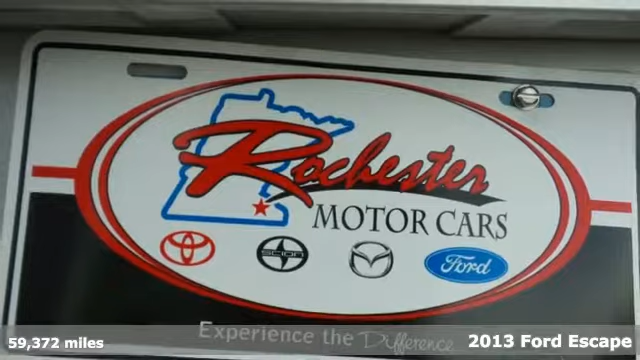 Rochester
MOTOR CARS
SCION
Ford
Experience the Difference
59,372 miles
2013 Ford Escape